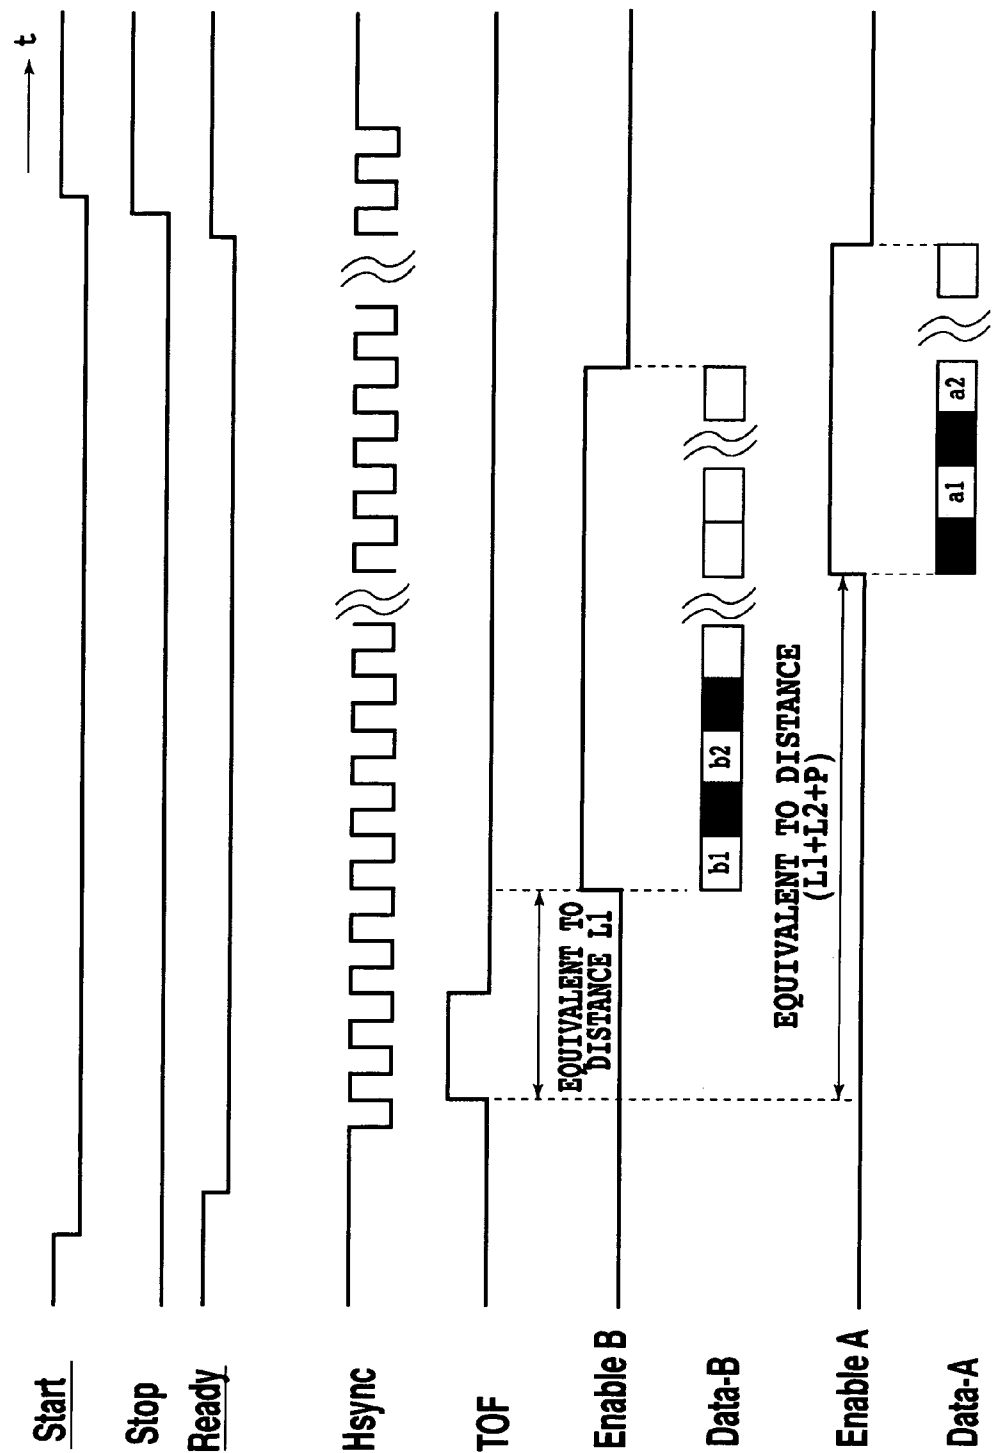 t
Start
Stop
Ready
Hsync
TOF
EQUIVALENT TO
DISTANCE L1
Enable B
Data-B
b1
b2
EQUIVALENT TO DISTANCE
(L1+L2+P)
Enable A
Data-A
a1
a2